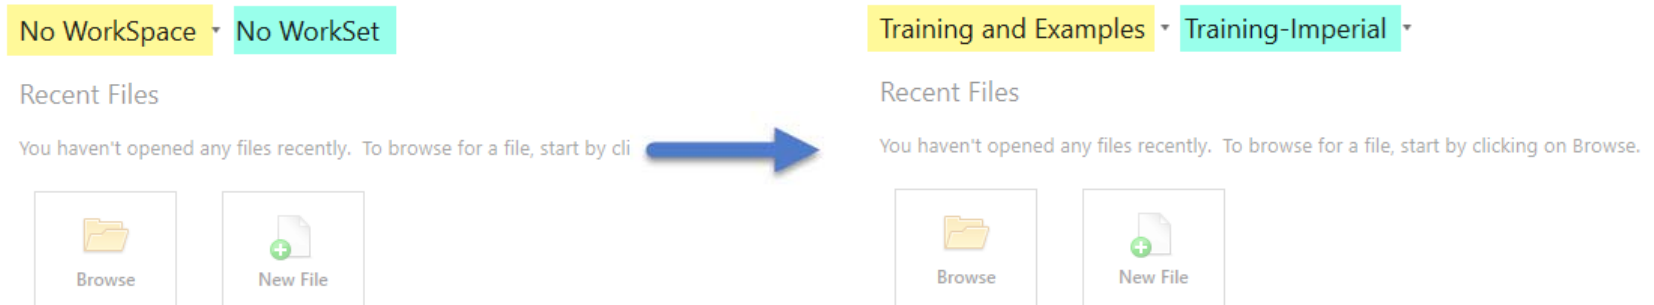 No WorkSpace No WorkSet
Recent Files
You haven't opened any files recently. To browse for a file, start by cli
Browse New File
Training and Examples Training-Imperial
Recent Files
You haven't opened any files recently. To browse for a file, start by clicking on Browse.
Browse New File